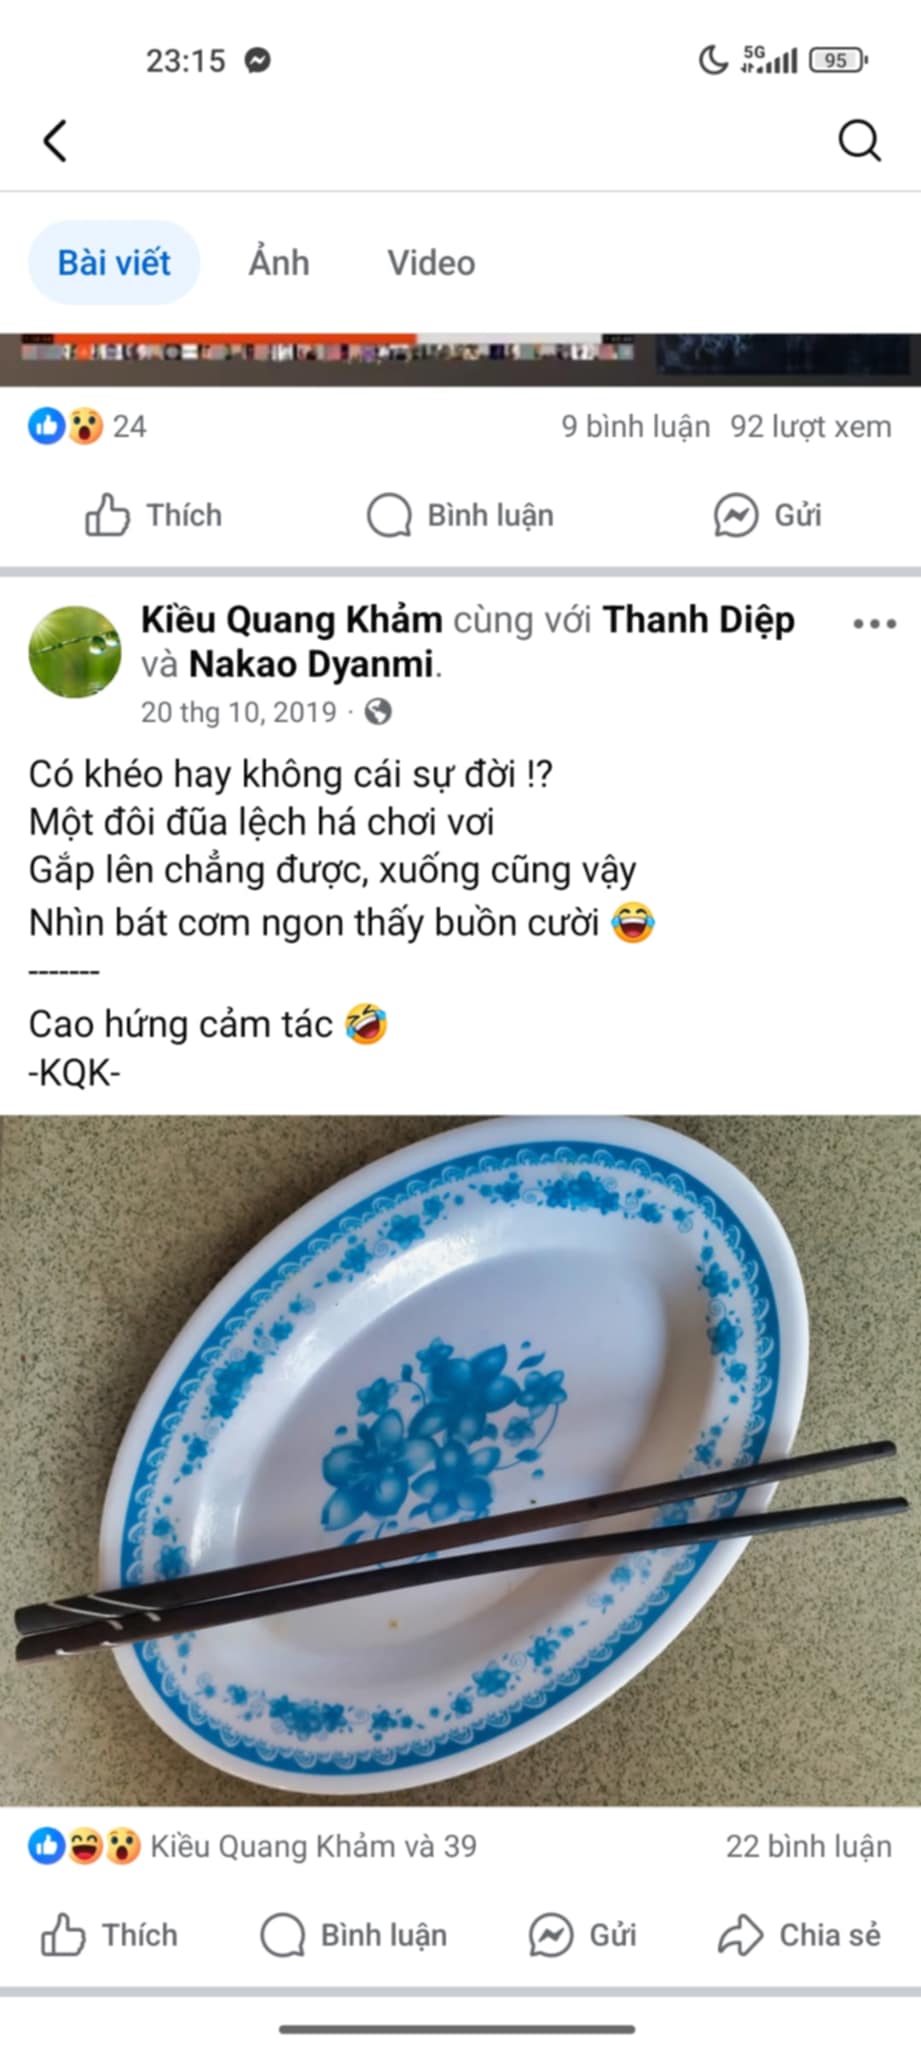 23:15
5G
95
Bài viết Ảnh Video
24 9 bình luận 92 lượt xem
Thích Bình luận Gửi
Kiều Quang Khảm cùng với Thanh Diệp
và Nakao Dyanmi.
20 thg 10, 2019 ·
Có khéo hay không cái sự đời !?
Một đôi đũa lệch há chơi vơi
Gắp lên chẳng được, xuống cũng vậy
Nhìn bát cơm ngon thấy buồn cười 😂
-------
Cao hứng cảm tác 🤣
-KQK-
Kiều Quang Khảm và 39 22 bình luận
Thích Bình luận Gửi Chia sẻ